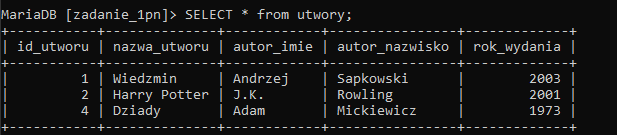 MariaDB [zadanie_1pn]> SELECT * from utwory;
+-----------+--------------+------------+----------------+-------------+
| id_utworu | nazwa_utworu | autor_imie | autor_nazwisko | rok_wydania |
+-----------+--------------+------------+----------------+-------------+
|         1 | Wiedzmin     | Andrzej    | Sapkowski      |        2003 |
|         2 | Harry Potter | J.K.       | Rowling        |        2001 |
|         4 | Dziady       | Adam       | Mickiewicz     |        1973 |
+-----------+--------------+------------+----------------+-------------+